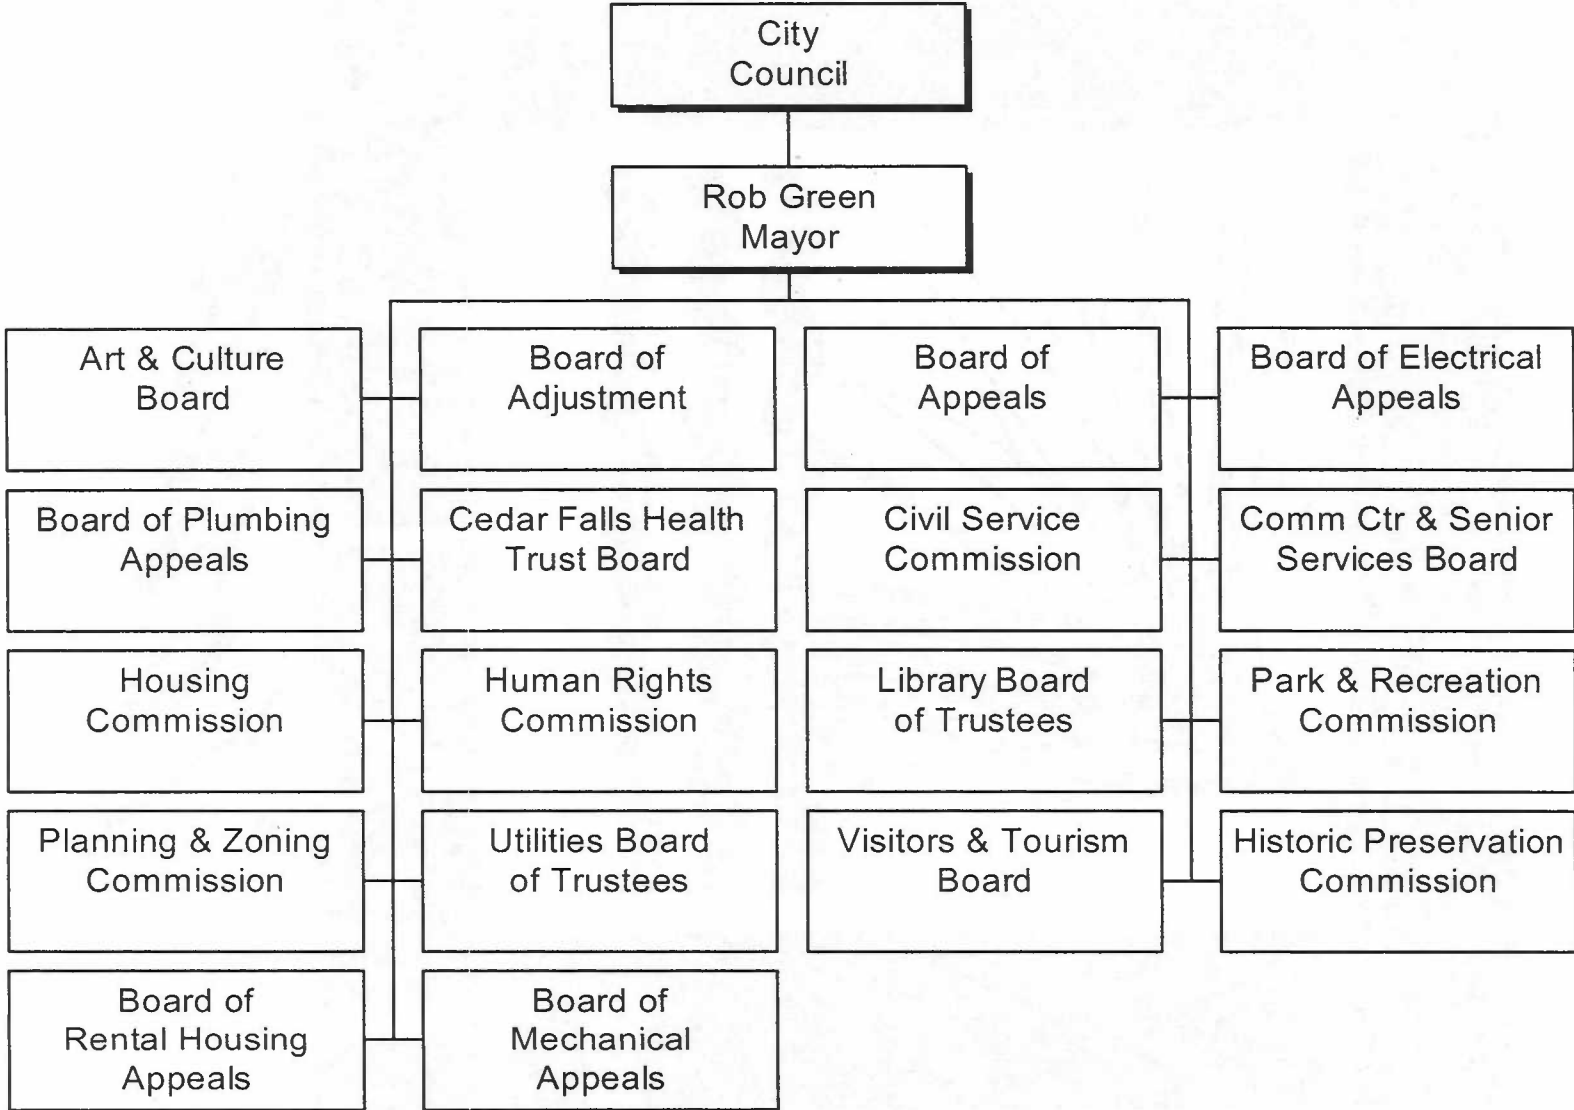 City
Council
Rob Green
Mayor
Art & Culture
Board
Board of
Adjustment
Board of
Appeals
Board of Electrical
Appeals
Board of Plumbing
Appeals
Cedar Falls Health
Trust Board
Civil Service
Commission
Comm Ctr & Senior
Services Board
Housing
Commission
Human Rights
Commission
Library Board
of Trustees
Park & Recreation
Commission
Planning & Zoning
Commission
Utilities Board
of Trustees
Visitors & Tourism
Board
Historic Preservation
Commission
Board of
Rental Housing
Appeals
Board of
Mechanical
Appeals